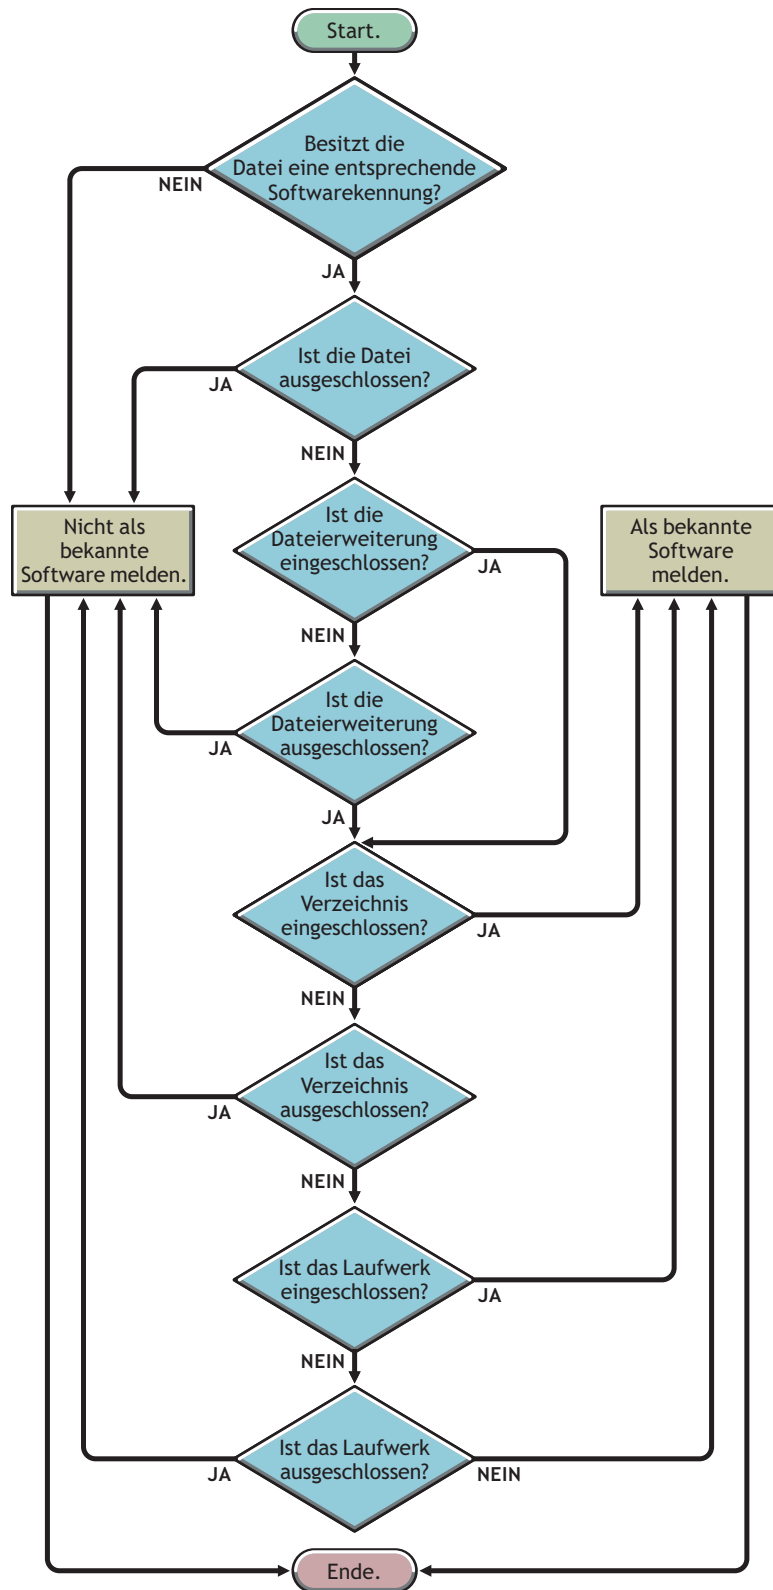 Start.
Besitzt die
Datei eine entsprechende
Softwarekennung?
NEIN
JA
Ist die Datei
ausgeschlossen?
JA
NEIN
Nicht als
bekannte
Software melden.
Ist die
Dateierweiterung
eingeschlossen?
JA
Als bekannte
Software
melden.
NEIN
Ist die
Dateierweiterung
ausgeschlossen?
JA
JA
Ist das
Verzeichnis
eingeschlossen?
JA
NEIN
Ist das
Verzeichnis
ausgeschlossen?
JA
NEIN
Ist das Laufwerk
eingeschlossen?
JA
NEIN
Ist das Laufwerk
ausgeschlossen?
JA
NEIN
Ende.